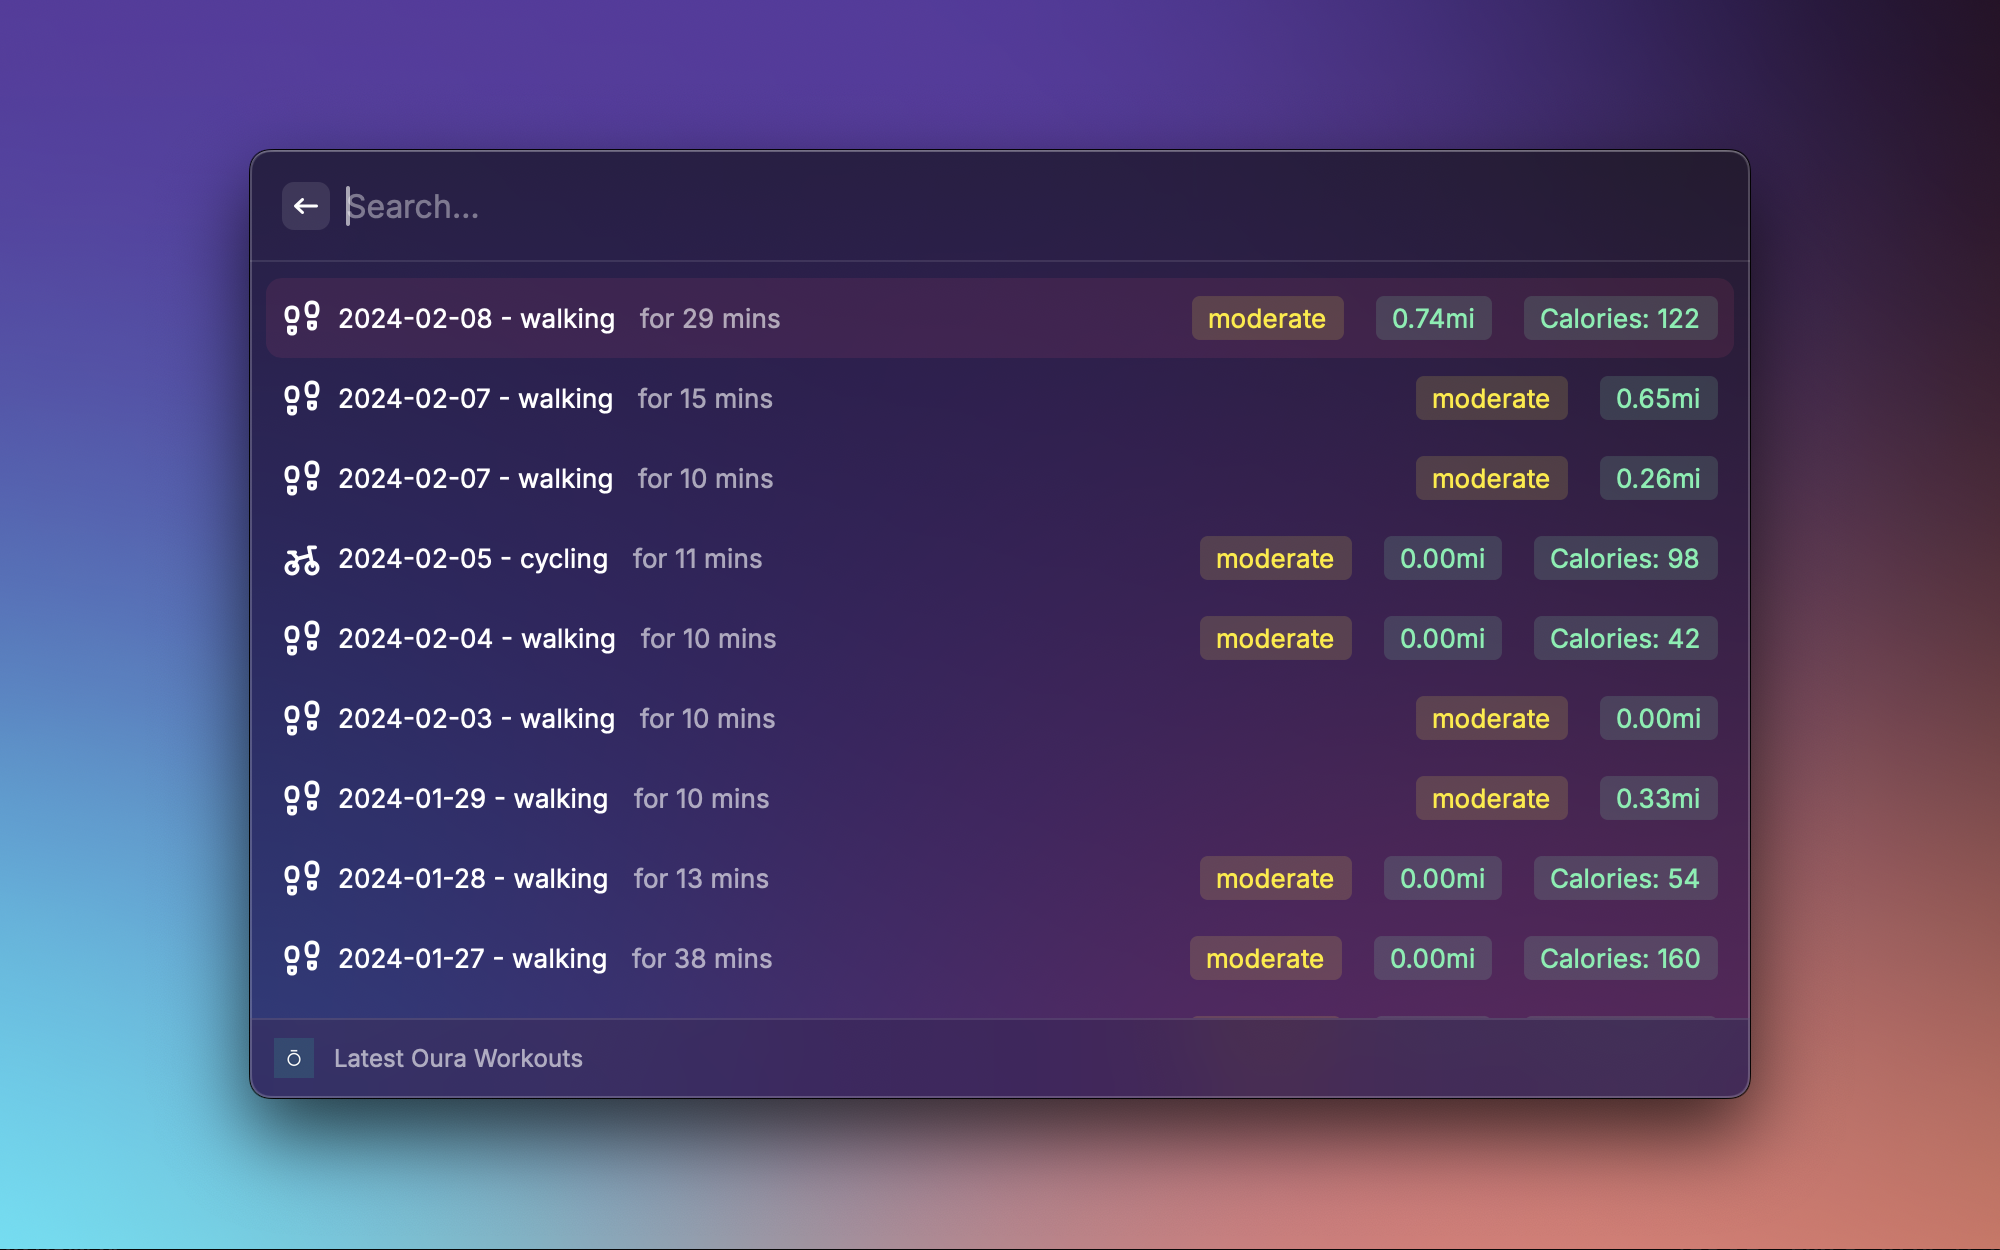 Search...
2024-02-08 - walking for 29 mins moderate 0.74mi Calories: 122
2024-02-07 - walking for 15 mins moderate 0.65mi
2024-02-07 - walking for 10 mins moderate 0.26mi
2024-02-05 - cycling for 11 mins moderate 0.00mi Calories: 98
2024-02-04 - walking for 10 mins moderate 0.00mi Calories: 42
2024-02-03 - walking for 10 mins moderate 0.00mi
2024-01-29 - walking for 10 mins moderate 0.33mi
2024-01-28 - walking for 13 mins moderate 0.00mi Calories: 54
2024-01-27 - walking for 38 mins moderate 0.00mi Calories: 160
Latest Oura Workouts